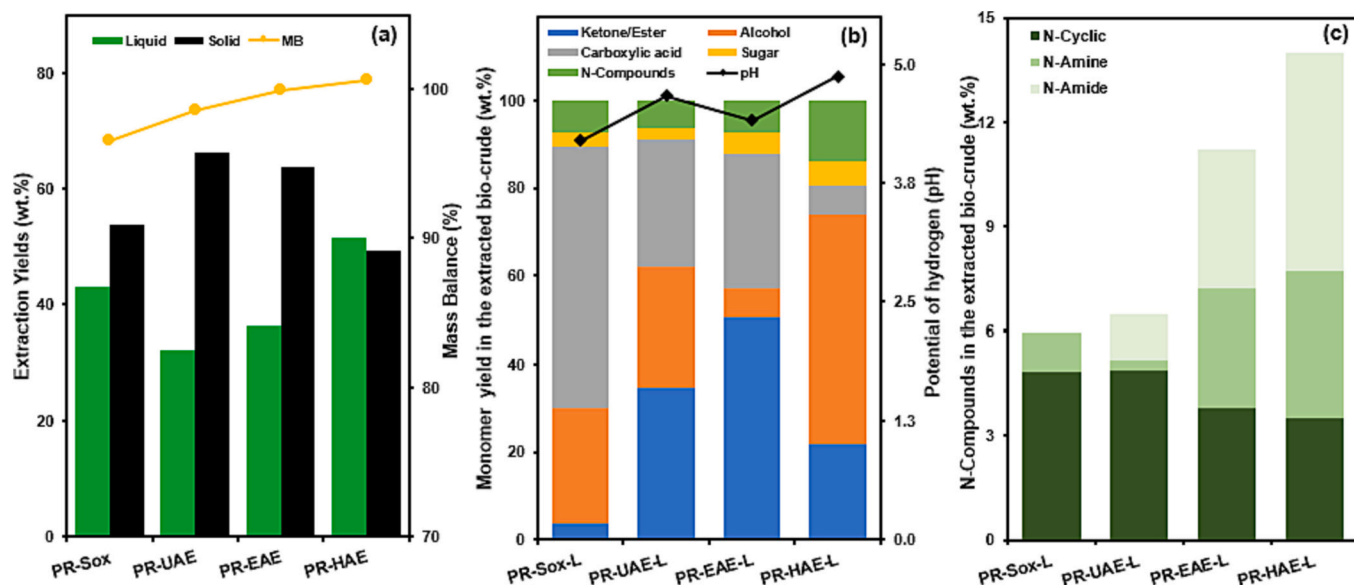 Liquid Solid MB
(a)
Extraction Yields (wt.%)
80
60
40
20
0
Mass Balance (%)
100
90
80
70
PR-Sox PR-UAE PR-EAE PR-HAE
Ketone/Ester Alcohol
Carboxylic acid Sugar
N-Compounds pH
(b)
Monomer yield in the extracted bio-crude (wt.%)
100
80
60
40
20
0
Potential of hydrogen (pH)
5.0
3.8
2.5
1.3
0.0
PR-Sox-L PR-UAE-L PR-EAE-L PR-HAE-L
N-Cyclic
N-Amine
N-Amide
(c)
N-Compounds in the extracted bio-crude (wt.%)
15
12
9
6
3
0
PR-Sox-L PR-UAE-L PR-EAE-L PR-HAE-L